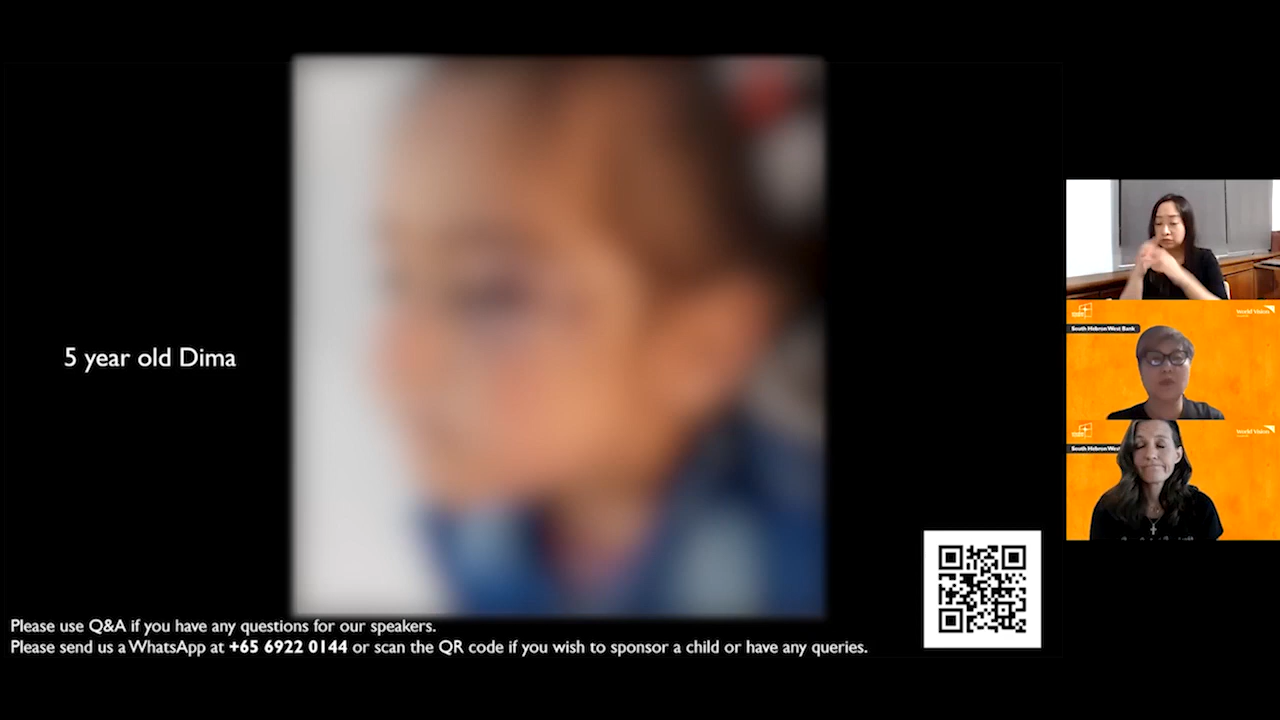 5 year old Dima
Please use Q&A if you have any questions for our speakers.
Please send us a WhatsApp at +65 6922 0144 or scan the QR code if you wish to sponsor a child or have any queries.
World Vision
South Hebron West Bank
World Vision
South Hebron West